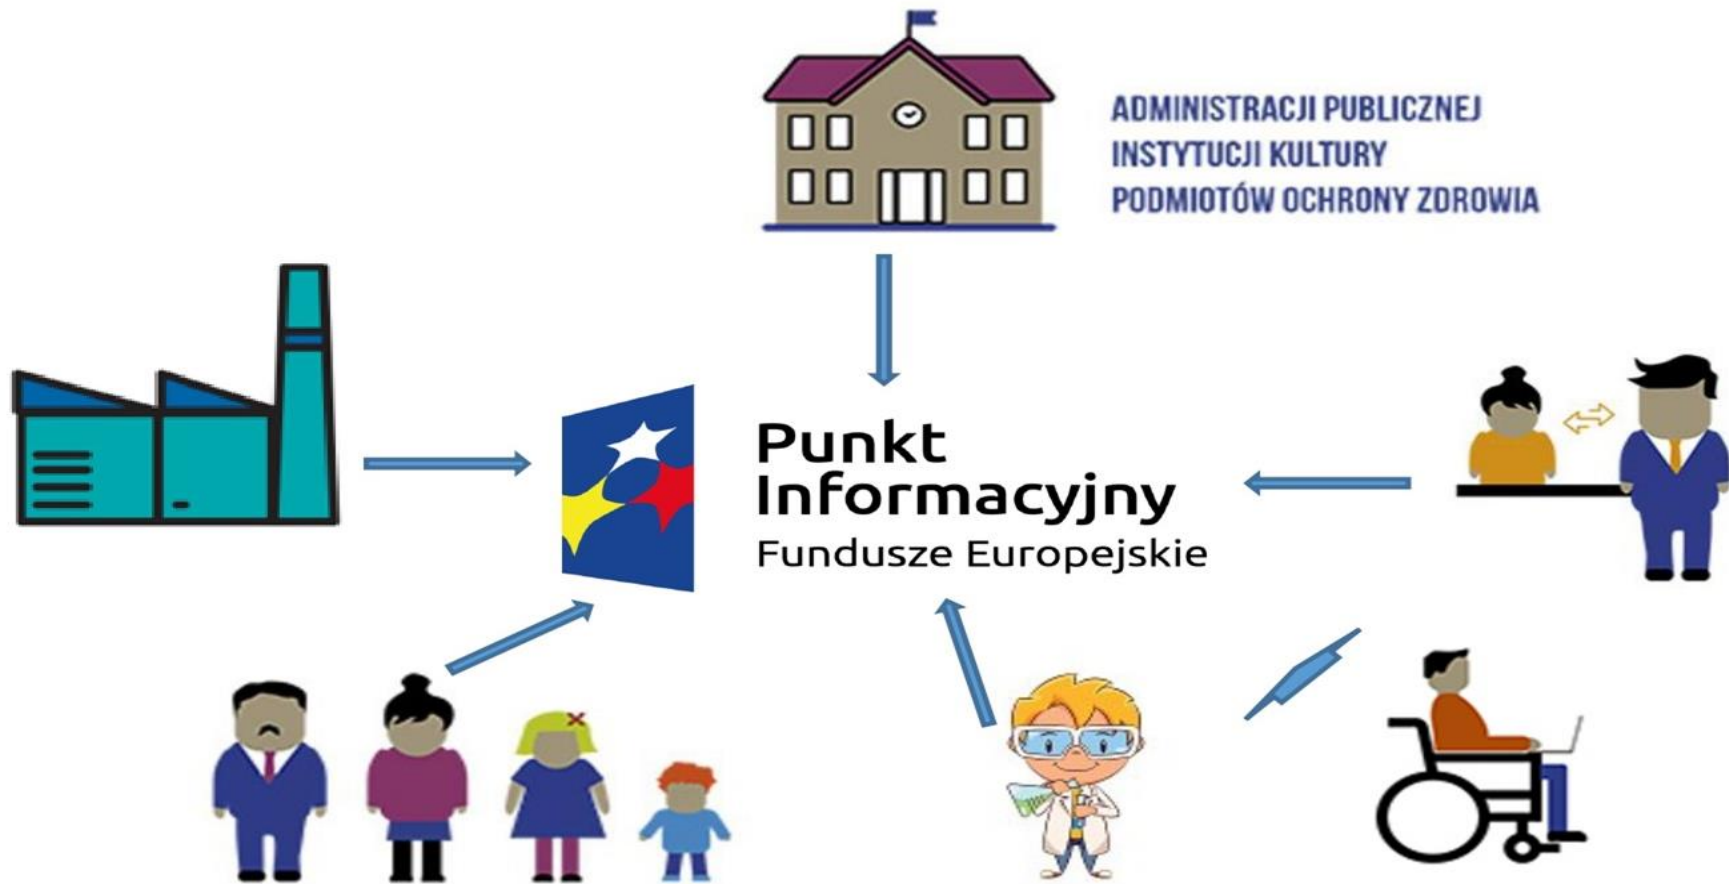 ADMINISTRACJI PUBLICZNEJ
INSTYTUCJI KULTURY
PODMIOTÓW OCHRONY ZDROWIA
Punkt
Informacyjny
Fundusze Europejskie